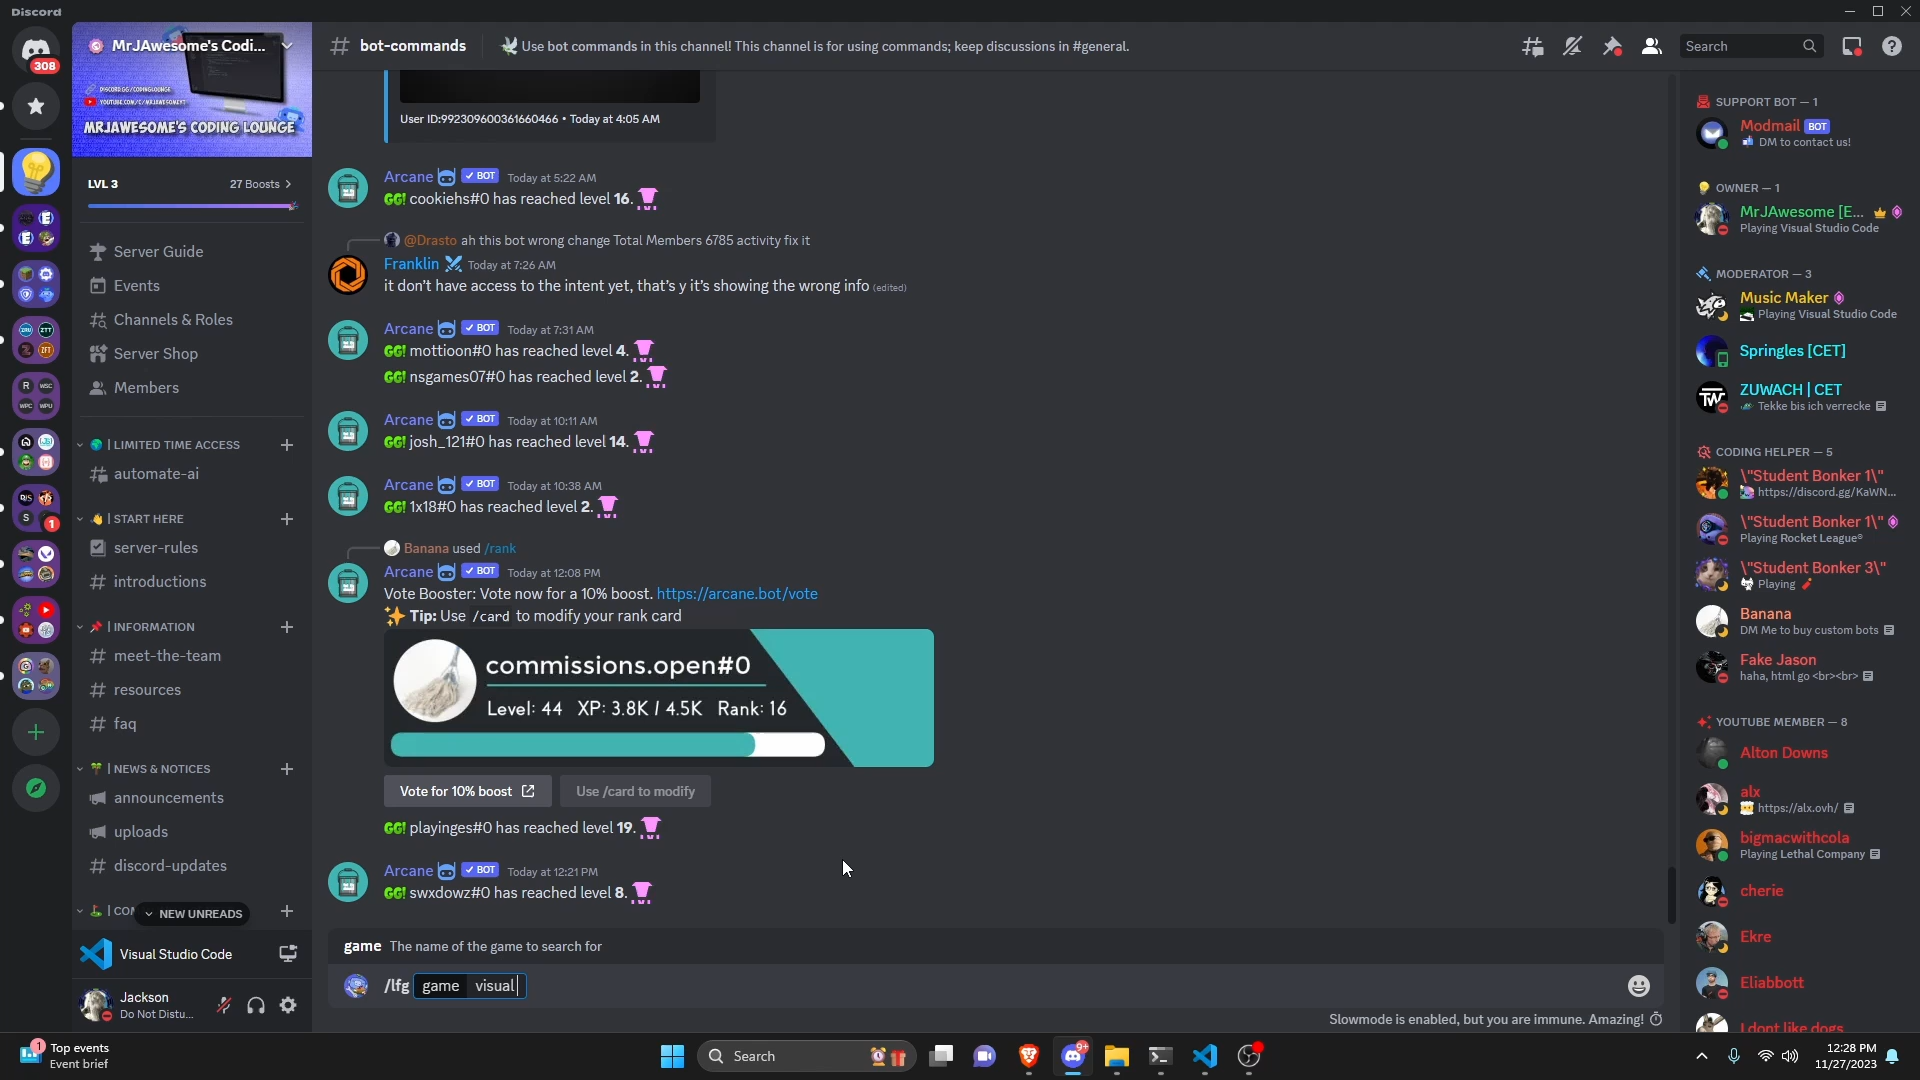 Discord
308
MrJAwesome's Codi...
DISCORD.GG/CODINGLOUNGE
YOUTUBE.COM/C/MRJAWESOMEYT
MRJAWESOME'S CODING LOUNGE
LVL 3
27 Boosts
Server Guide
Events
Channels & Roles
Server Shop
Members
| LIMITED TIME ACCESS
automate-ai
| START HERE
server-rules
introductions
| INFORMATION
meet-the-team
resources
faq
| NEWS & NOTICES
announcements
uploads
discord-updates
NEW UNREADS
Visual Studio Code
Jackson
Do Not Distu...
bot-commands
Use bot commands in this channel! This channel is for using commands; keep discussions in #general.
Search
User ID:992309600361660466 • Today at 4:05 AM
Arcane BOT Today at 5:22 AM
GG! cookiehs#0 has reached level 16.
@Drasto ah this bot wrong change Total Members 6785 activity fix it
Franklin Today at 7:26 AM
it don't have access to the intent yet, that's y it's showing the wrong info (edited)
Arcane BOT Today at 7:31 AM
GG! mottioon#0 has reached level 4.
GG! nsgames07#0 has reached level 2.
Arcane BOT Today at 10:11 AM
GG! josh_121#0 has reached level 14.
Arcane BOT Today at 10:38 AM
GG! 1x18#0 has reached level 2.
Banana used /rank
Arcane BOT Today at 12:08 PM
Vote Booster: Vote now for a 10% boost. https://arcane.bot/vote
Tip: Use /card to modify your rank card
commissions.open#0
Level: 44 XP: 3.8K / 4.5K Rank: 16
Vote for 10% boost
Use /card to modify
GG! playinges#0 has reached level 19.
Arcane BOT Today at 12:21 PM
GG! swxdowz#0 has reached level 8.
game The name of the game to search for
/lfg game visual
Slowmode is enabled, but you are immune. Amazing!
SUPPORT BOT — 1
Modmail BOT
DM to contact us!
OWNER — 1
MrJAwesome [E...
Playing Visual Studio Code
MODERATOR — 3
Music Maker
Playing Visual Studio Code
Springles [CET]
ZUWACH | CET
Tekke bis ich verrecke
CODING HELPER — 5
\"Student Bonker 1\"
https://discord.gg/KaWN...
\"Student Bonker 1\"
Playing Rocket League®
\"Student Bonker 3\"
Playing
Banana
DM Me to buy custom bots
Fake Jason
haha, html go <br><br>
YOUTUBE MEMBER — 8
Alton Downs
alx
https://alx.ovh/
bigmacwithcola
Playing Lethal Company
cherie
Ekre
Eliabbott
I dont like dogs
1
Top events
Event brief
Search
9+
12:28 PM
11/27/2023